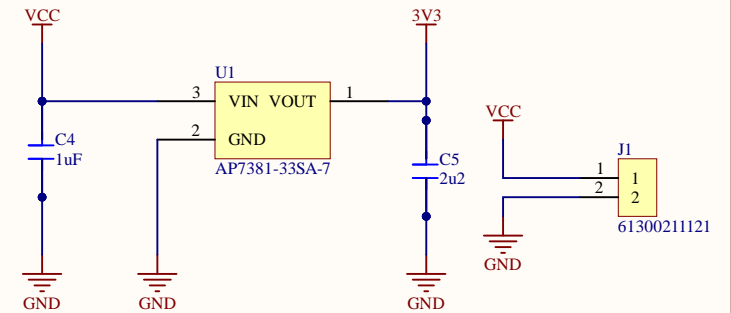 VCC
3V3
U1
3 VIN VOUT 1
VCC
C4
1uF
2 GND
J1
C5
2u2
AP7381-33SA-7
1 1
2 2
61300211121
GND
GND
GND
GND